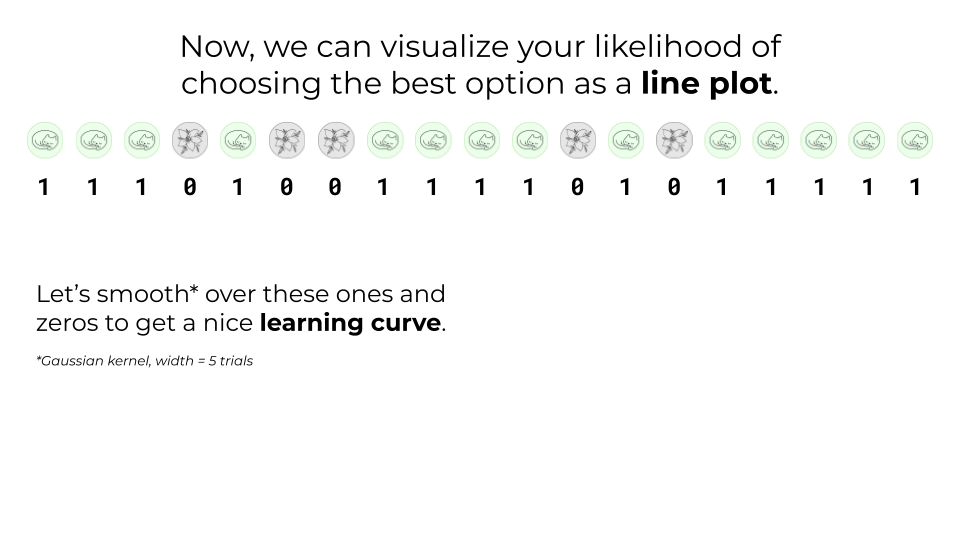 Now, we can visualize your likelihood of
choosing the best option as a line plot.
1 1 1 0 1 0 0 1 1 1 1 0 1 0 1 1 1 1 1
Let’s smooth* over these ones and
zeros to get a nice learning curve.
*Gaussian kernel, width = 5 trials